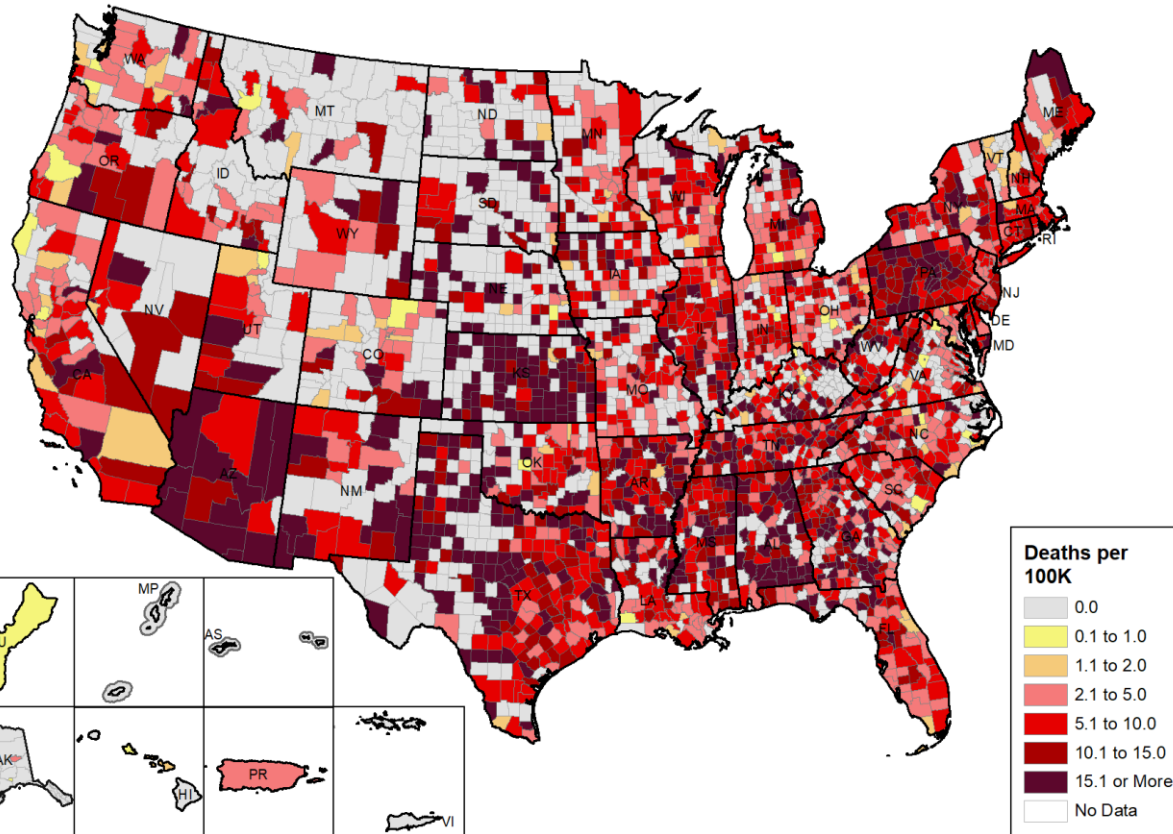 WA
MT
ND
MN
ME
VT
NH
OR
ID
SD
WI
MI
NY
MA
CT
RI
WY
IA
PA
NJ
NE
NV
UT
CO
IL
IN
OH
DE
MD
WV
VA
CA
KS
MO
KY
NC
TN
AZ
NM
OK
AR
SC
MS
AL
GA
TX
LA
FL
MP
AS
AK
HI
PR
VI
Deaths per
100K
0.0
0.1 to 1.0
1.1 to 2.0
2.1 to 5.0
5.1 to 10.0
10.1 to 15.0
15.1 or More
No Data